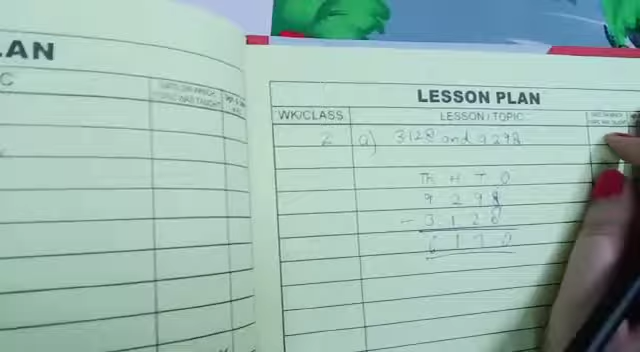 LAN
C
LESSON PLAN
WK/CLASS LESSON / TOPIC
2 a) 3128 and 9298
Th H T O
9 2 9 8
- 3 1 2 8
6 1 7 0